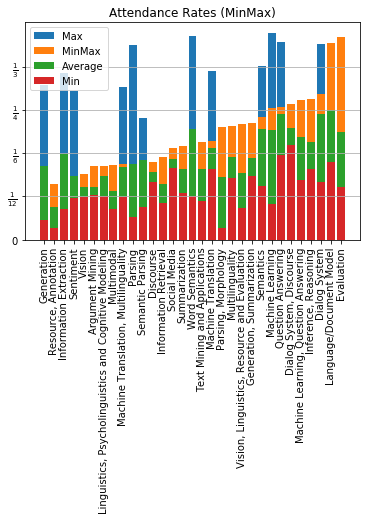 Attendance Rates (MinMax)
Max
MinMax
Average
Min
1/3
1/4
1/6
1/12
0
Generation
Resource, Annotation
Information Extraction
Sentiment
Vision
Argument Mining
Linguistics, Psycholinguistics and Cognitive Modeling
Multimodal
Machine Translation, Multilinguality
Parsing
Semantic Parsing
Discourse
Information Retrieval
Social Media
Summarization
Word Semantics
Text Mining and Applications
Machine Translation
Parsing, Morphology
Multilinguality
Vision, Linguistics, Resource and Evaluation
Generation, Summarization
Semantics
Machine Learning
Question Answering
Dialog System, Discourse
Machine Learning, Question Answering
Inference, Reasoning
Dialog System
Language/Document Model
Evaluation